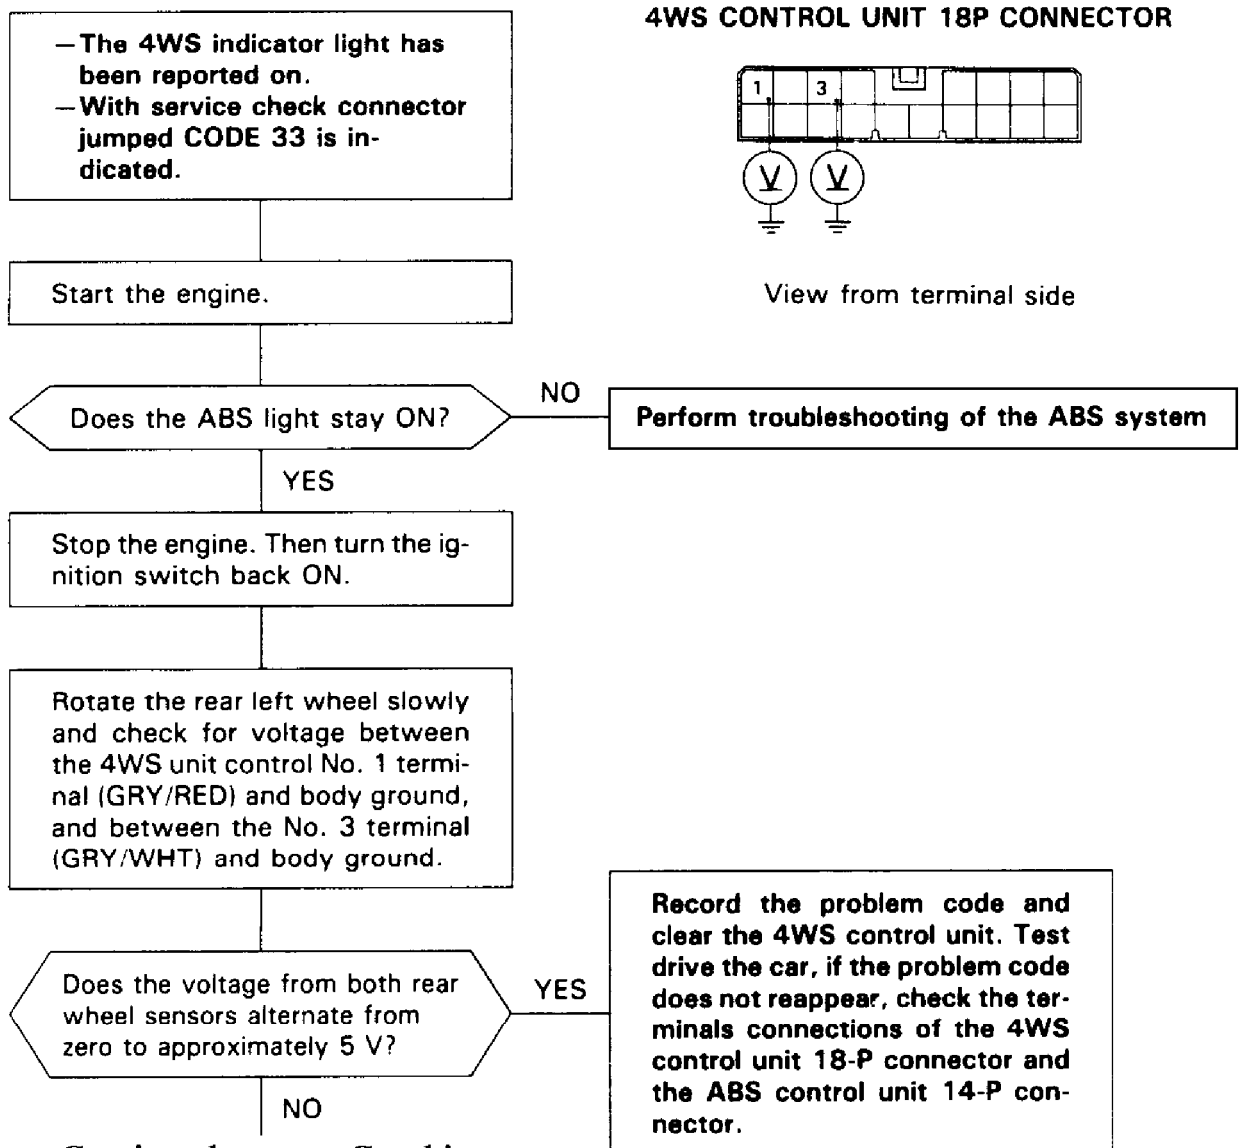 4WS CONTROL UNIT 18P CONNECTOR
—The 4WS indicator light has
been reported on.
—With service check connector
jumped CODE 33 is in-
dicated.
1
3
V
V
View from terminal side
Start the engine.
Does the ABS light stay ON?
NO
Perform troubleshooting of the ABS system
YES
Stop the engine. Then turn the ig-
nition switch back ON.
Rotate the rear left wheel slowly
and check for voltage between
the 4WS unit control No. 1 termi-
nal (GRY/RED) and body ground,
and between the No. 3 terminal
(GRY/WHT) and body ground.
Does the voltage from both rear
wheel sensors alternate from
zero to approximately 5 V?
YES
Record the problem code and
clear the 4WS control unit. Test
drive the car, if the problem code
does not reappear, check the ter-
minals connections of the 4WS
control unit 18-P connector and
the ABS control unit 14-P con-
nector.
NO